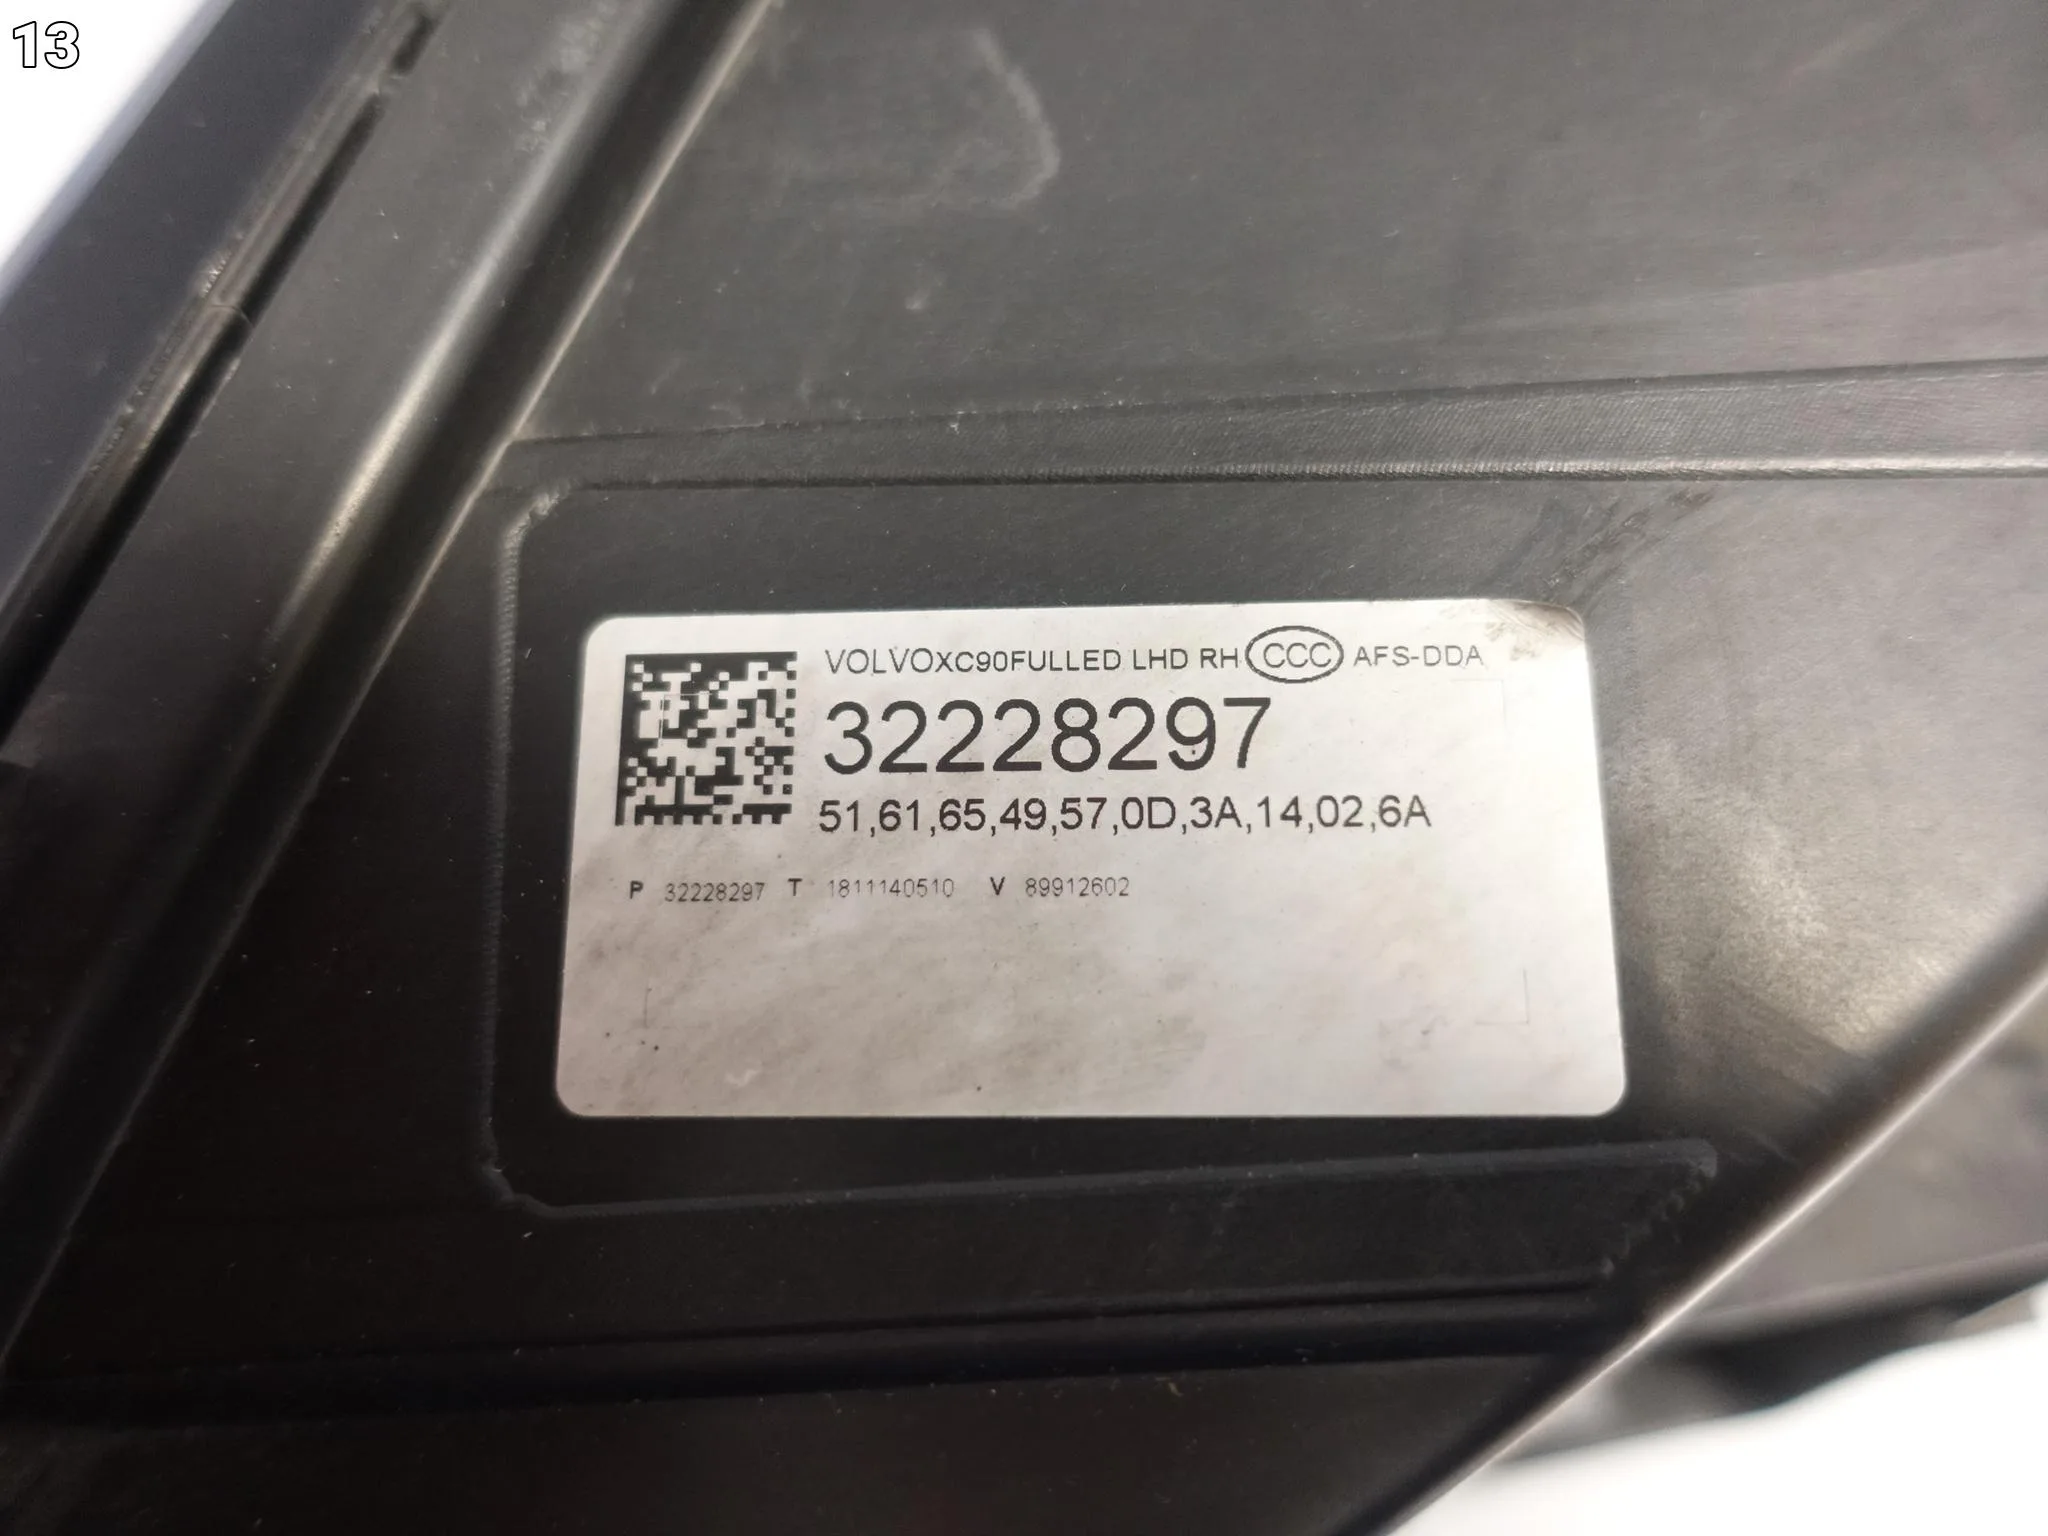 13
VOLVOXC90FULLED LHD RH CCC AFS-DDA
32228297
51,61,65,49,57,0D,3A,14,02,6A
P 32228297 T 1811140510 V 89912602